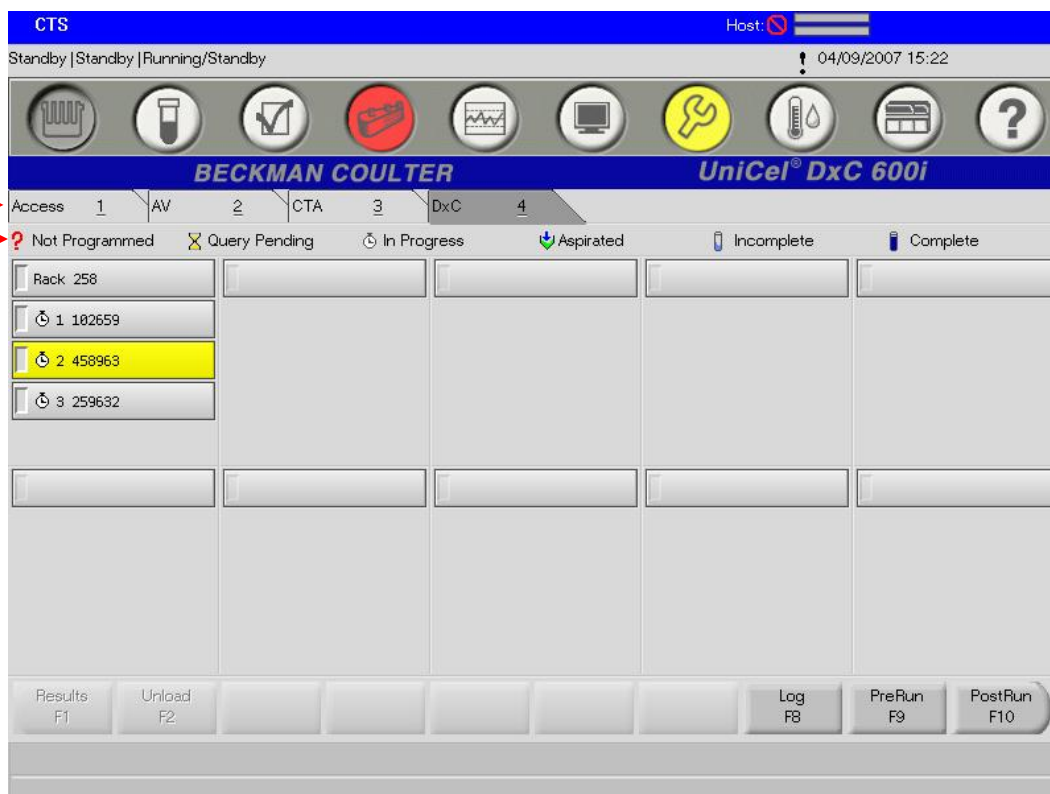 CTS Host:
Standby |Standby |Running/Standby ! 04/09/2007 15:22
?
BECKMAN COULTER UniCel® DxC 600i
Access 1 AV 2 CTA 3 DxC 4
? Not Programmed Query Pending In Progress Aspirated Incomplete Complete
Rack 258
1 102659
2 458963
3 259632
Results Unload Log PreRun PostRun
F1 F2 F8 F9 F10